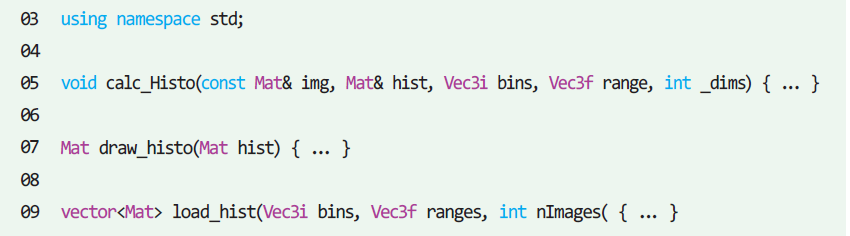 03 using namespace std;
04
05 void calc_Histo(const Mat& img, Mat& hist, Vec3i bins, Vec3f range, int _dims) { … }
06
07 Mat draw_histo(Mat hist) { … }
08
09 vector<Mat> load_hist(Vec3i bins, Vec3f ranges, int nImages( { … }